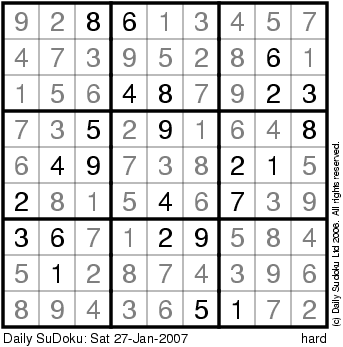 9 2 8 6 1 3 4 5 7
4 7 3 9 5 2 8 6 1
1 5 6 4 8 7 9 2 3
7 3 5 2 9 1 6 4 8
6 4 9 7 3 8 2 1 5
2 8 1 5 4 6 7 3 9
3 6 7 1 2 9 5 8 4
5 1 2 8 7 4 3 9 6
8 9 4 3 6 5 1 7 2
Daily SuDoku: Sat 27-Jan-2007 hard
(c) Daily Sudoku Ltd 2006. All rights reserved.